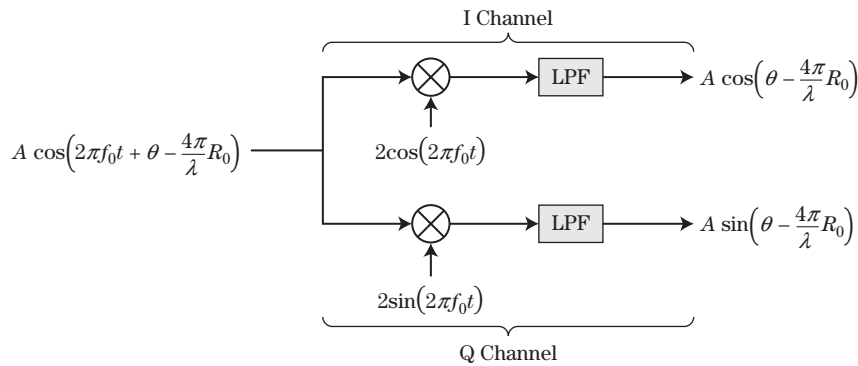 I Channel
LPF
A cos(θ − 4π/λ R₀)
2cos(2πf₀t)
A cos(2πf₀t + θ − 4π/λ R₀)
LPF
A sin(θ − 4π/λ R₀)
2sin(2πf₀t)
Q Channel